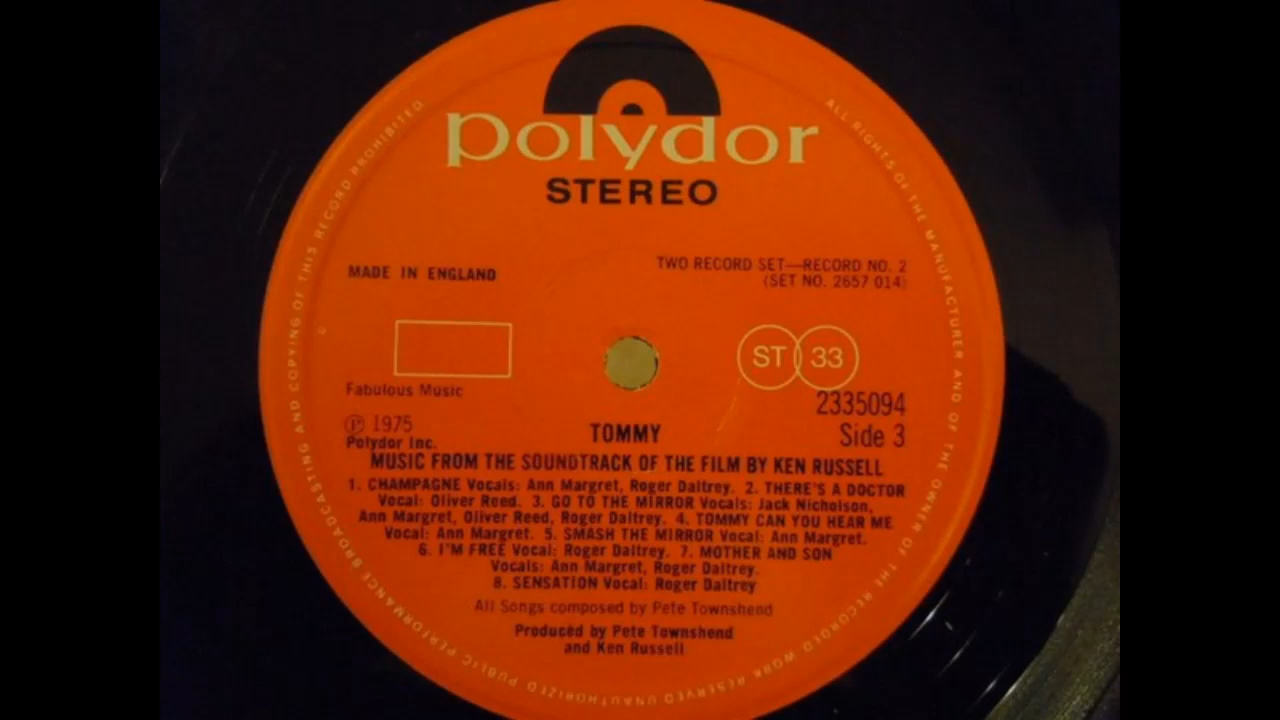 polydor
STEREO
MADE IN ENGLAND
TWO RECORD SET—RECORD NO. 2
(SET NO. 2657 014)
ST 33
Fabulous Music
2335094
Ⓟ 1975
Side 3
Polydor Inc.
TOMMY
MUSIC FROM THE SOUNDTRACK OF THE FILM BY KEN RUSSELL
1. CHAMPAGNE Vocals: Ann Margret, Roger Daltrey. 2. THERE'S A DOCTOR
Vocal: Oliver Reed. 3. GO TO THE MIRROR Vocals: Jack Nicholson,
Ann Margret, Oliver Reed, Roger Daltrey. 4. TOMMY CAN YOU HEAR ME
Vocal: Ann Margret. 5. SMASH THE MIRROR Vocal: Ann Margret.
6. I'M FREE Vocal: Roger Daltrey. 7. MOTHER AND SON
Vocals: Ann Margret, Roger Daltrey.
8. SENSATION Vocal: Roger Daltrey
All Songs composed by Pete Townshend
Produced by Pete Townshend
and Ken Russell
ALL RIGHTS OF THE MANUFACTURER AND OF THE OWNER OF THE RECORDED WORK RESERVED UNAUTHORIZED PUBLIC PERFORMANCE BROADCASTING AND COPYING OF THIS RECORD PROHIBITED